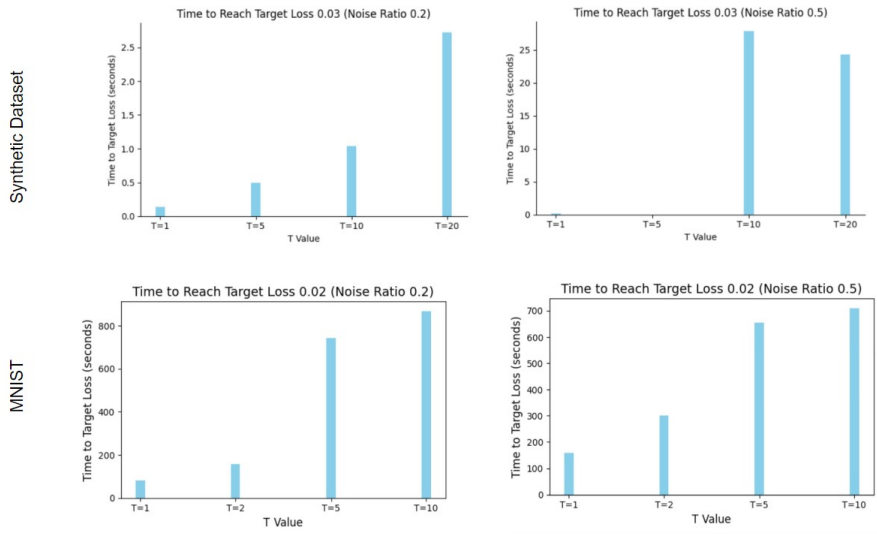 Synthetic Dataset
Time to Reach Target Loss 0.03 (Noise Ratio 0.2)
Time to Target Loss (seconds)
2.5
2.0
1.5
1.0
0.5
0.0
T=1 T=5 T=10 T=20
T Value
Time to Reach Target Loss 0.03 (Noise Ratio 0.5)
Time to Target Loss (seconds)
25
20
15
10
5
0
T=1 T=5 T=10 T=20
T Value
MNIST
Time to Reach Target Loss 0.02 (Noise Ratio 0.2)
Time to Target Loss (seconds)
800
600
400
200
0
T=1 T=2 T=5 T=10
T Value
Time to Reach Target Loss 0.02 (Noise Ratio 0.5)
Time to Target Loss (seconds)
700
600
500
400
300
200
100
0
T=1 T=2 T=5 T=10
T Value